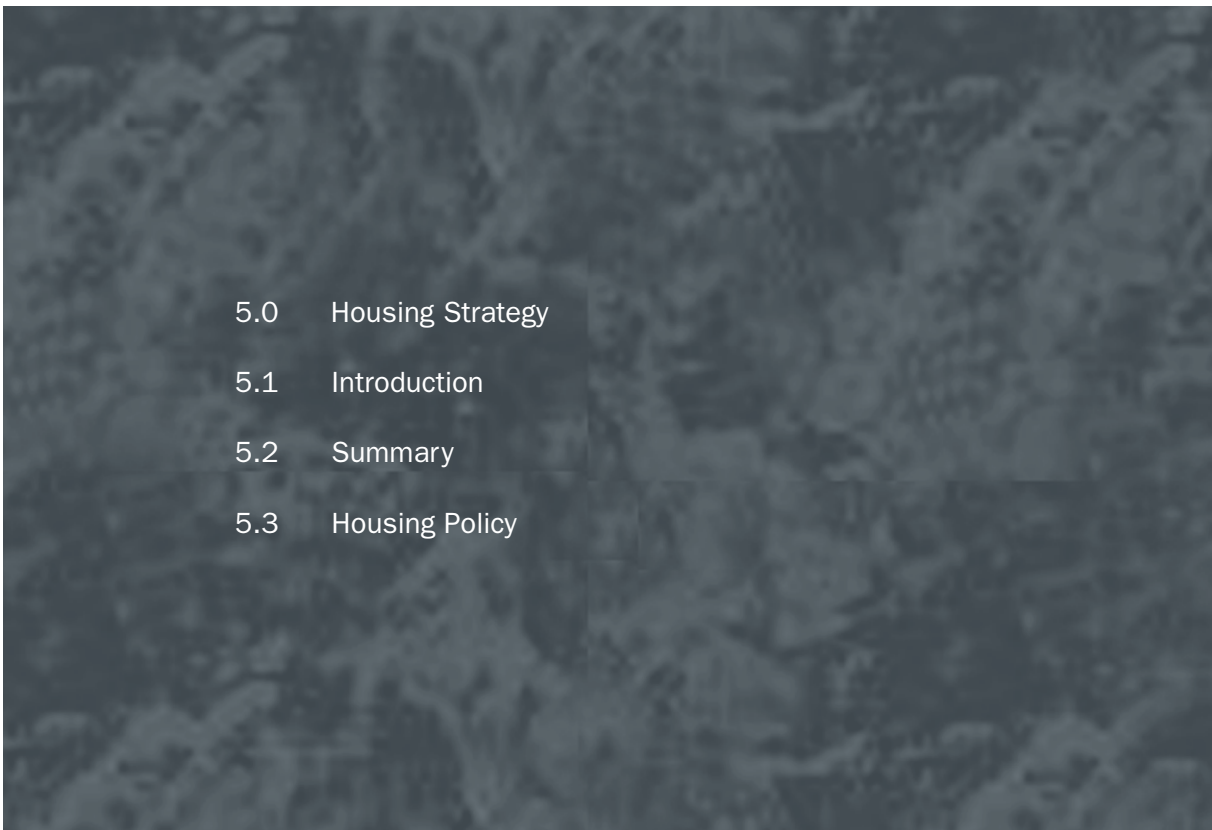 5.0 Housing Strategy
5.1 Introduction
5.2 Summary
5.3 Housing Policy